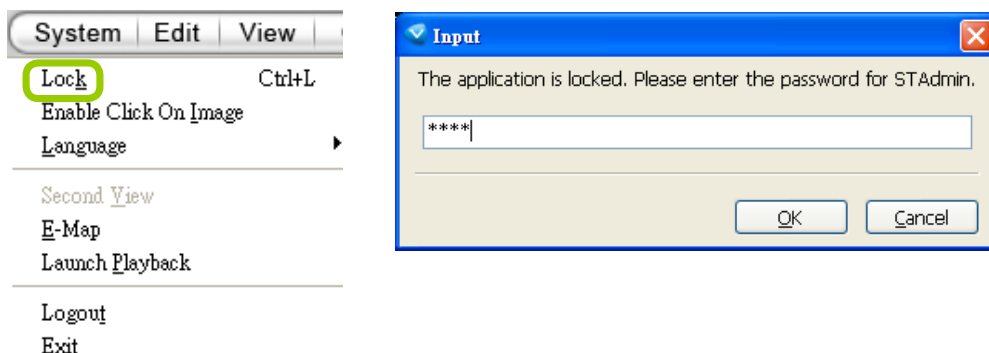 System Edit View
Lock Ctrl+L
Enable Click On Image
Language
Second View
E-Map
Launch Playback
Logout
Exit
Input
The application is locked. Please enter the password for STAdmin.
****
OK Cancel